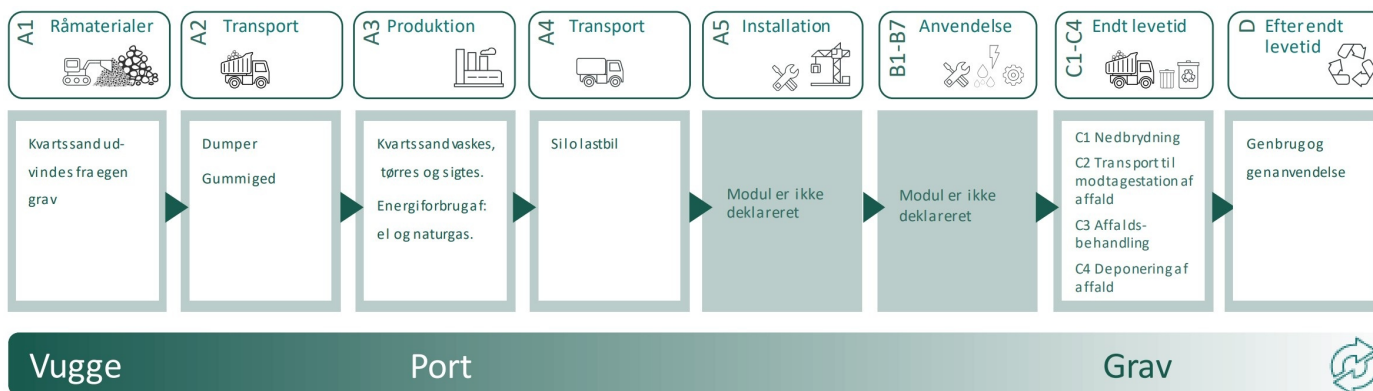 A1 Råmaterialer
A2 Transport
A3 Produktion
A4 Transport
A5 Installation
B1-B7 Anvendelse
C1-C4 Endt levetid
D Efter endt
levetid
Kvartssand ud-
vindes fra egen
grav
Dumper
Gummiged
Kvartssand vaskes,
tørres og sigtes.
Energiforbrug af:
el og naturgas.
Silo lastbil
Modul er ikke
deklareret
Modul er ikke
deklareret
C1 Nedbrydning
C2 Transport til
modtagestation af
affald
C3 Affalds-
behandling
C4 Deponering af
affald
Genbrug og
genanvendelse
Vugge
Port
Grav